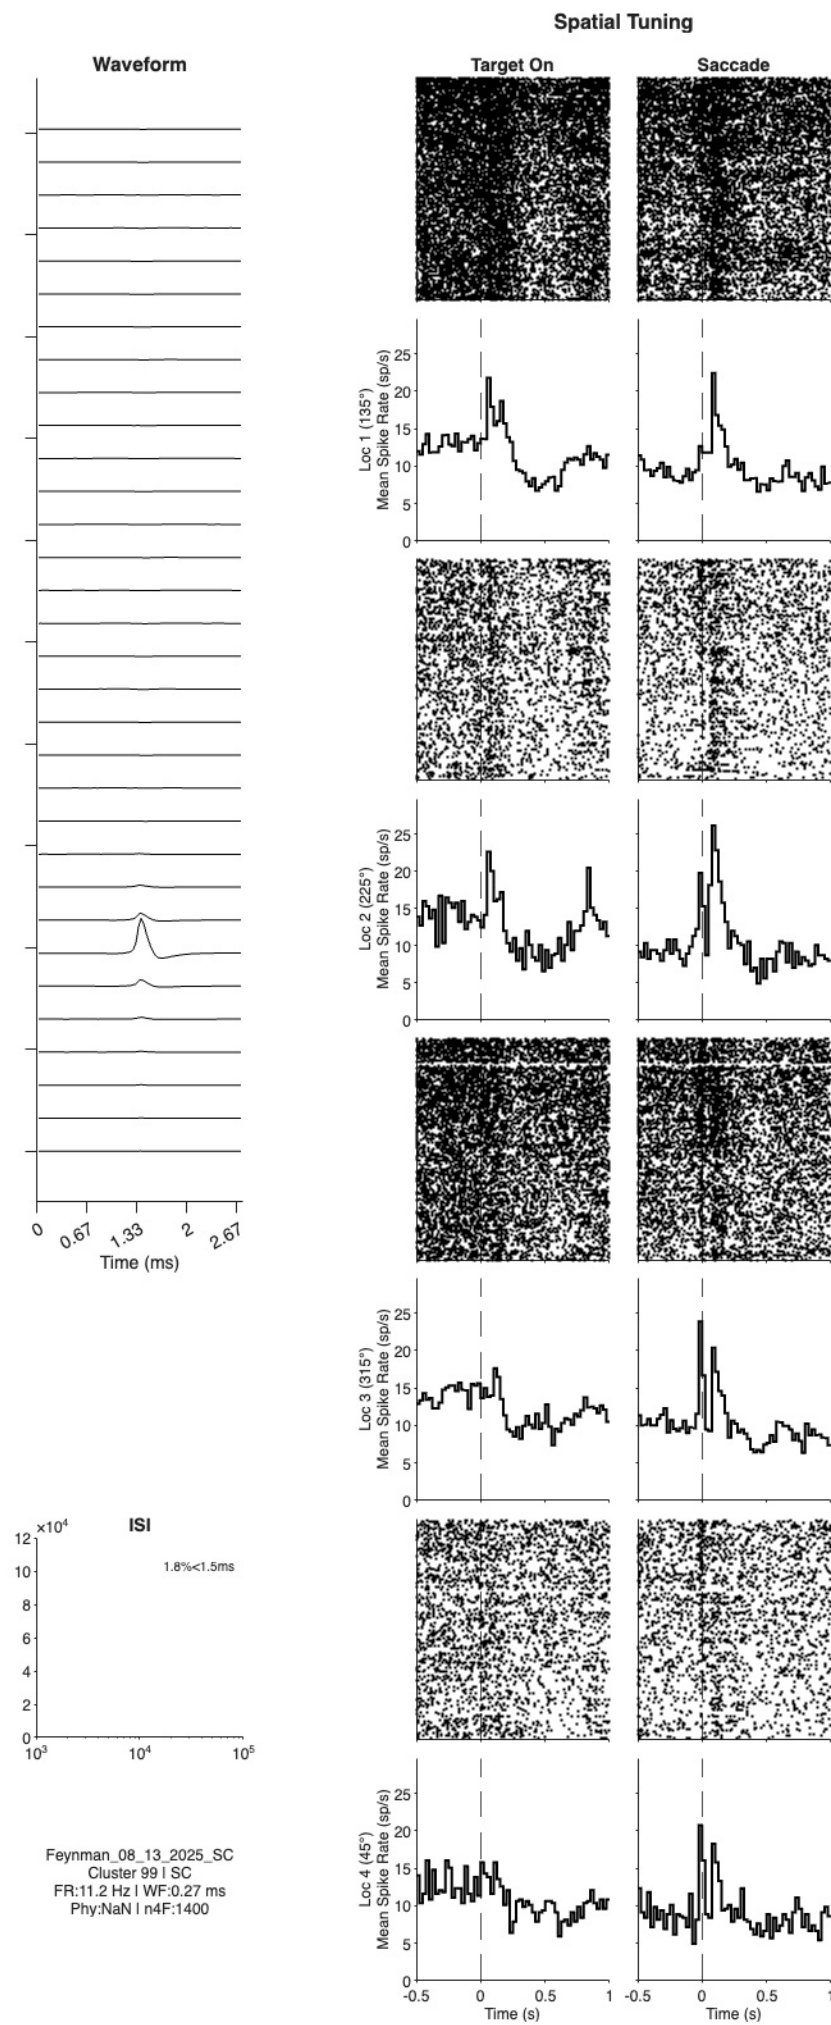 Spatial Tuning
Waveform
Target On
Saccade
25
20
15
10
5
0
Loc 1 (135°)
Mean Spike Rate (sp/s)
25
20
15
10
5
0
Loc 2 (225°)
Mean Spike Rate (sp/s)
0
0.67
1.33
2
2.67
Time (ms)
25
20
15
10
5
0
Loc 3 (315°)
Mean Spike Rate (sp/s)
ISI
×10⁴
12
10
8
6
4
2
0
1.8%<1.5ms
10³
10⁴
10⁵
Feynman_08_13_2025_SC
Cluster 99 | SC
FR:11.2 Hz | WF:0.27 ms
Phy:NaN | n4F:1400
25
20
15
10
5
0
Loc 4 (45°)
Mean Spike Rate (sp/s)
-0.5
0
0.5
1
Time (s)
-0.5
0
0.5
1
Time (s)